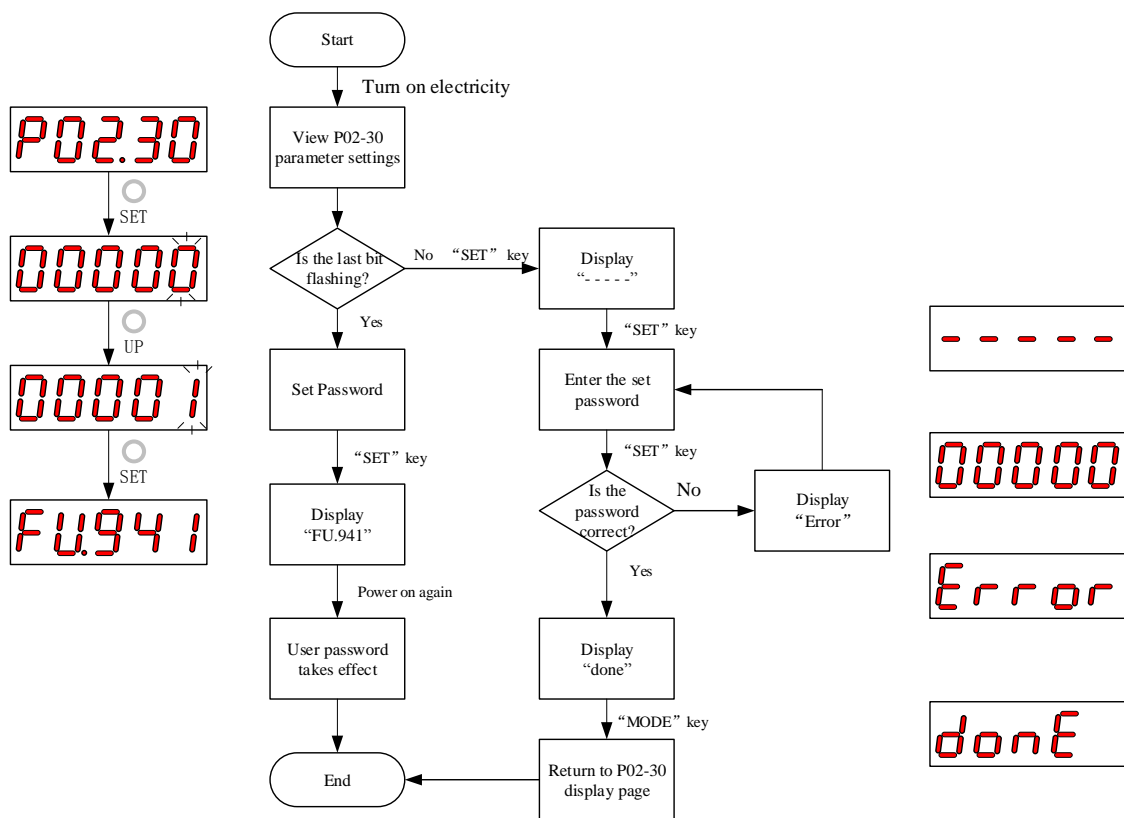 P02.30
SET
00000
UP
00001
SET
FU.941
Start
Turn on electricity
View P02-30
parameter settings
Is the last bit
flashing?
No “SET” key
Yes
Set Password
“SET” key
Display
“FU.941”
Power on again
User password
takes effect
End
Display
“- - - - -”
“SET” key
Enter the set
password
“SET” key
Is the
password
correct?
No
Display
“Error”
Yes
Display
“done”
“MODE” key
Return to P02-30
display page
- - - - -
00000
Error
donE